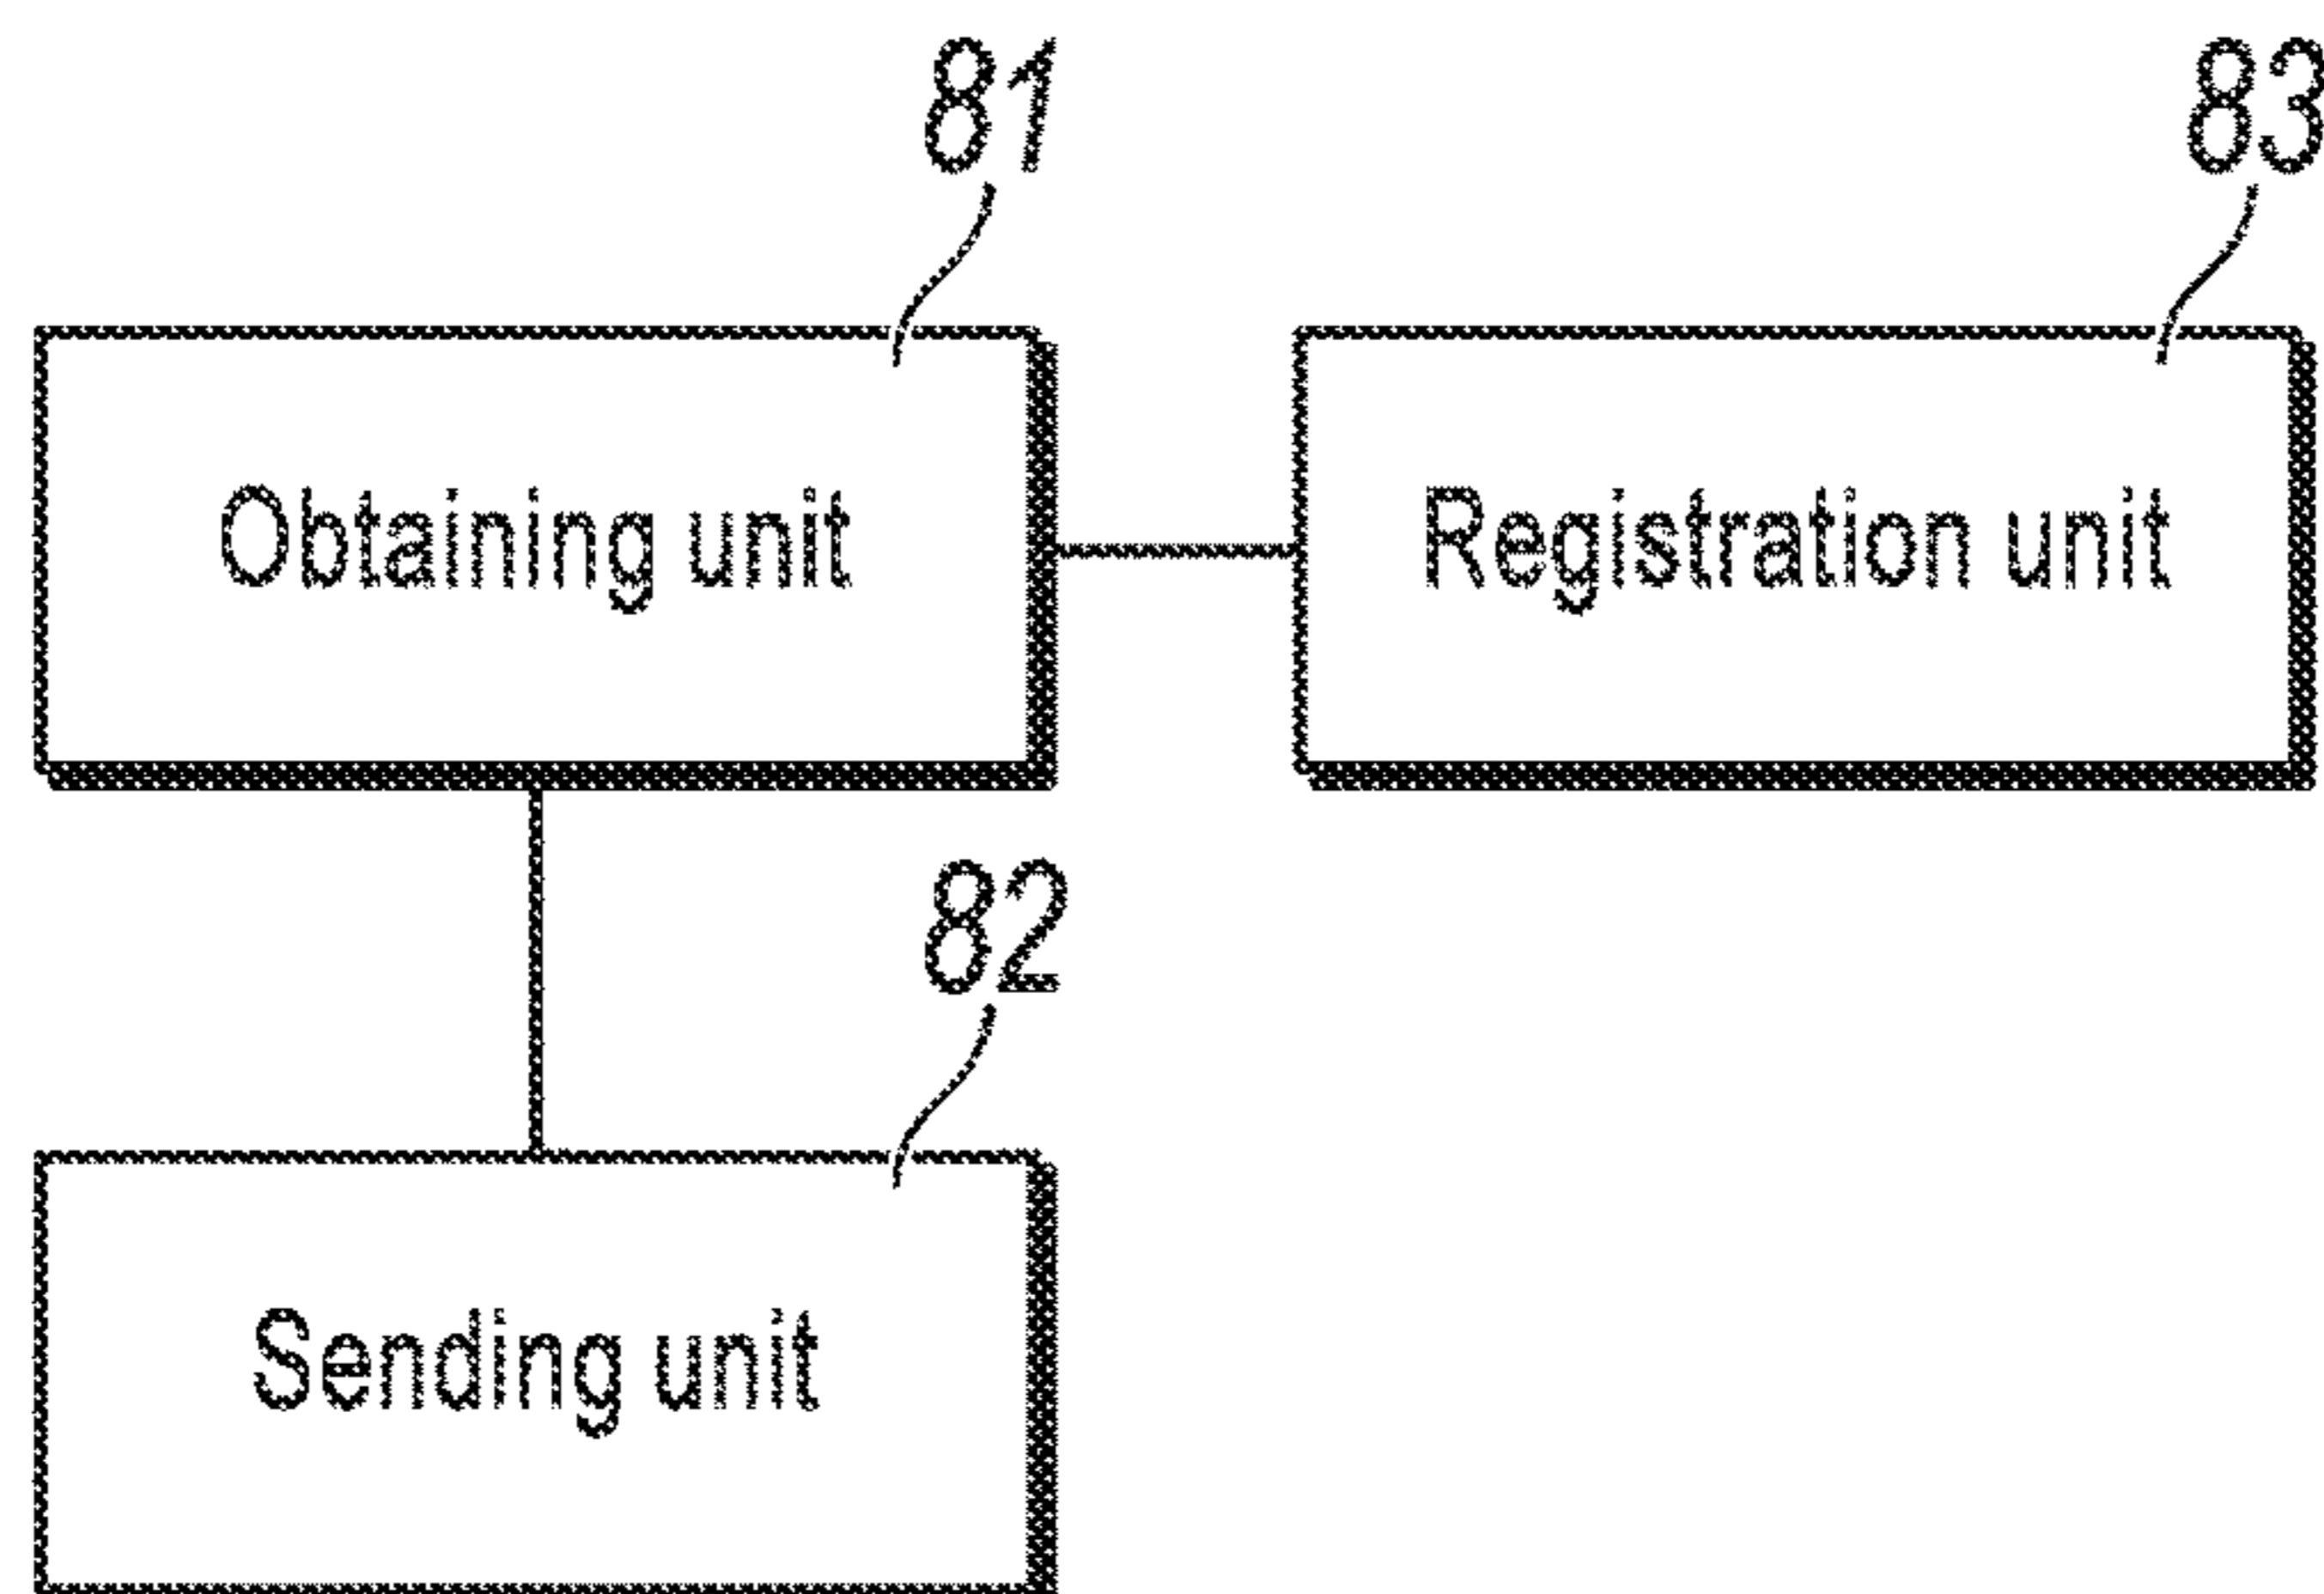 81
83
Obtaining unit
Registration unit
82
Sending unit